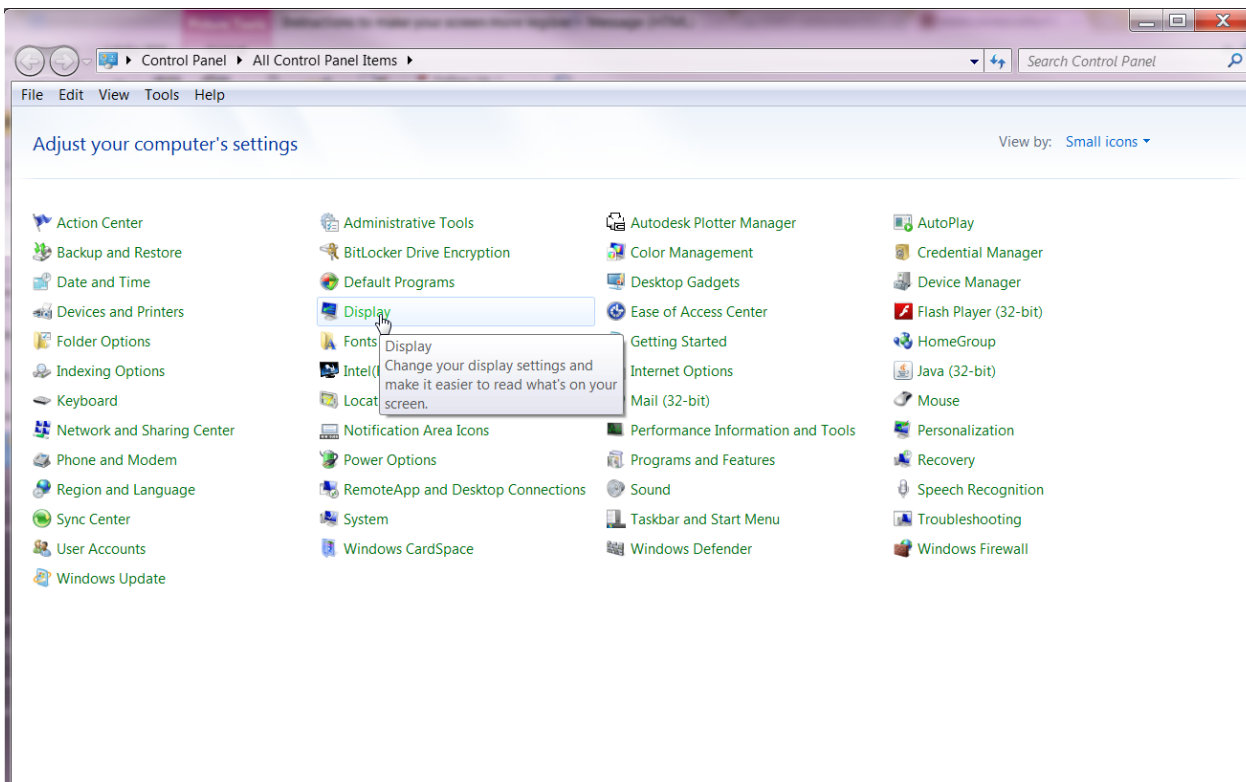 Control Panel ▸ All Control Panel Items ▸
Search Control Panel
File Edit View Tools Help
Adjust your computer's settings
View by: Small icons
Action Center Administrative Tools Autodesk Plotter Manager AutoPlay
Backup and Restore BitLocker Drive Encryption Color Management Credential Manager
Date and Time Default Programs Desktop Gadgets Device Manager
Devices and Printers Display Ease of Access Center Flash Player (32-bit)
Folder Options Fonts Getting Started HomeGroup
Display
Change your display settings and
make it easier to read what's on your
screen.
Indexing Options Intel( Internet Options Java (32-bit)
Keyboard Locat Mail (32-bit) Mouse
Network and Sharing Center Notification Area Icons Performance Information and Tools Personalization
Phone and Modem Power Options Programs and Features Recovery
Region and Language RemoteApp and Desktop Connections Sound Speech Recognition
Sync Center System Taskbar and Start Menu Troubleshooting
User Accounts Windows CardSpace Windows Defender Windows Firewall
Windows Update